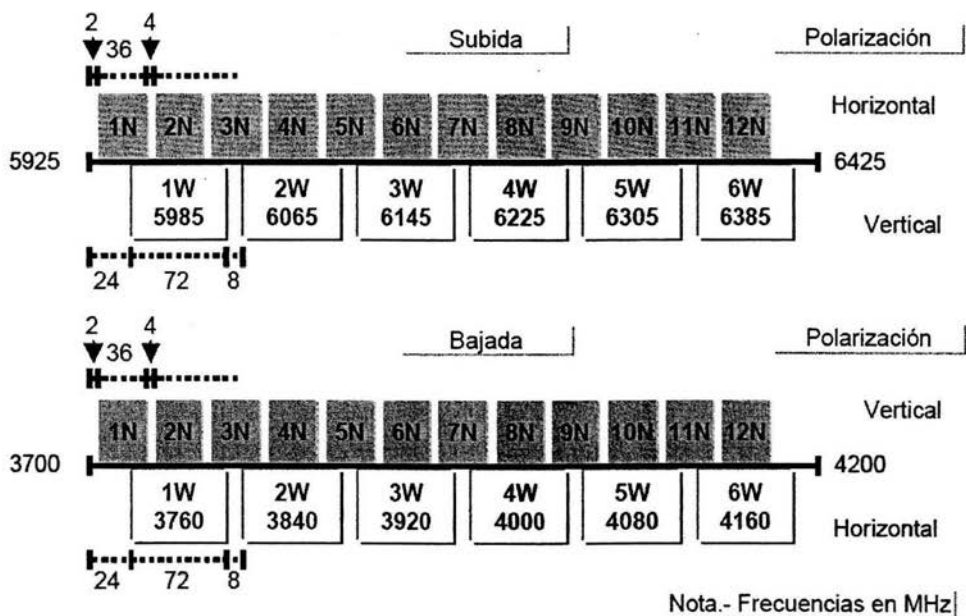 2 4
36
Subida Polarización
1N 2N 3N 4N 5N 6N 7N 8N 9N 10N 11N 12N Horizontal
5925 6425
1W 2W 3W 4W 5W 6W
5985 6065 6145 6225 6305 6385 Vertical
24 72 8
2 4
36
Bajada Polarización
1N 2N 3N 4N 5N 6N 7N 8N 9N 10N 11N 12N Vertical
3700 4200
1W 2W 3W 4W 5W 6W
3760 3840 3920 4000 4080 4160 Horizontal
24 72 8
Nota.- Frecuencias en MHz